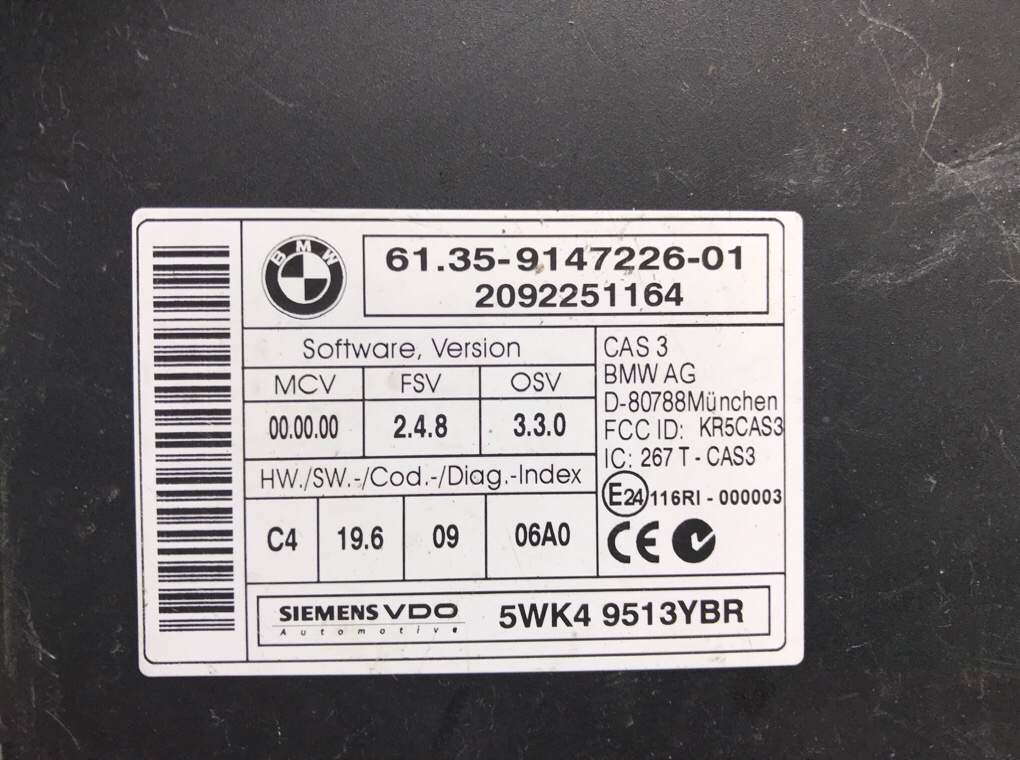 BMW
61.35-9147226-01
2092251164
Software, Version
MCV FSV OSV
00.00.00 2.4.8 3.3.0
HW./SW.-/Cod.-/Diag.-Index
C4 19.6 09 06A0
CAS 3
BMW AG
D-80788München
FCC ID: KR5CAS3
IC: 267 T - CAS3
E24 116RI - 000003
CE
SIEMENS VDO
Automotive
5WK4 9513YBR